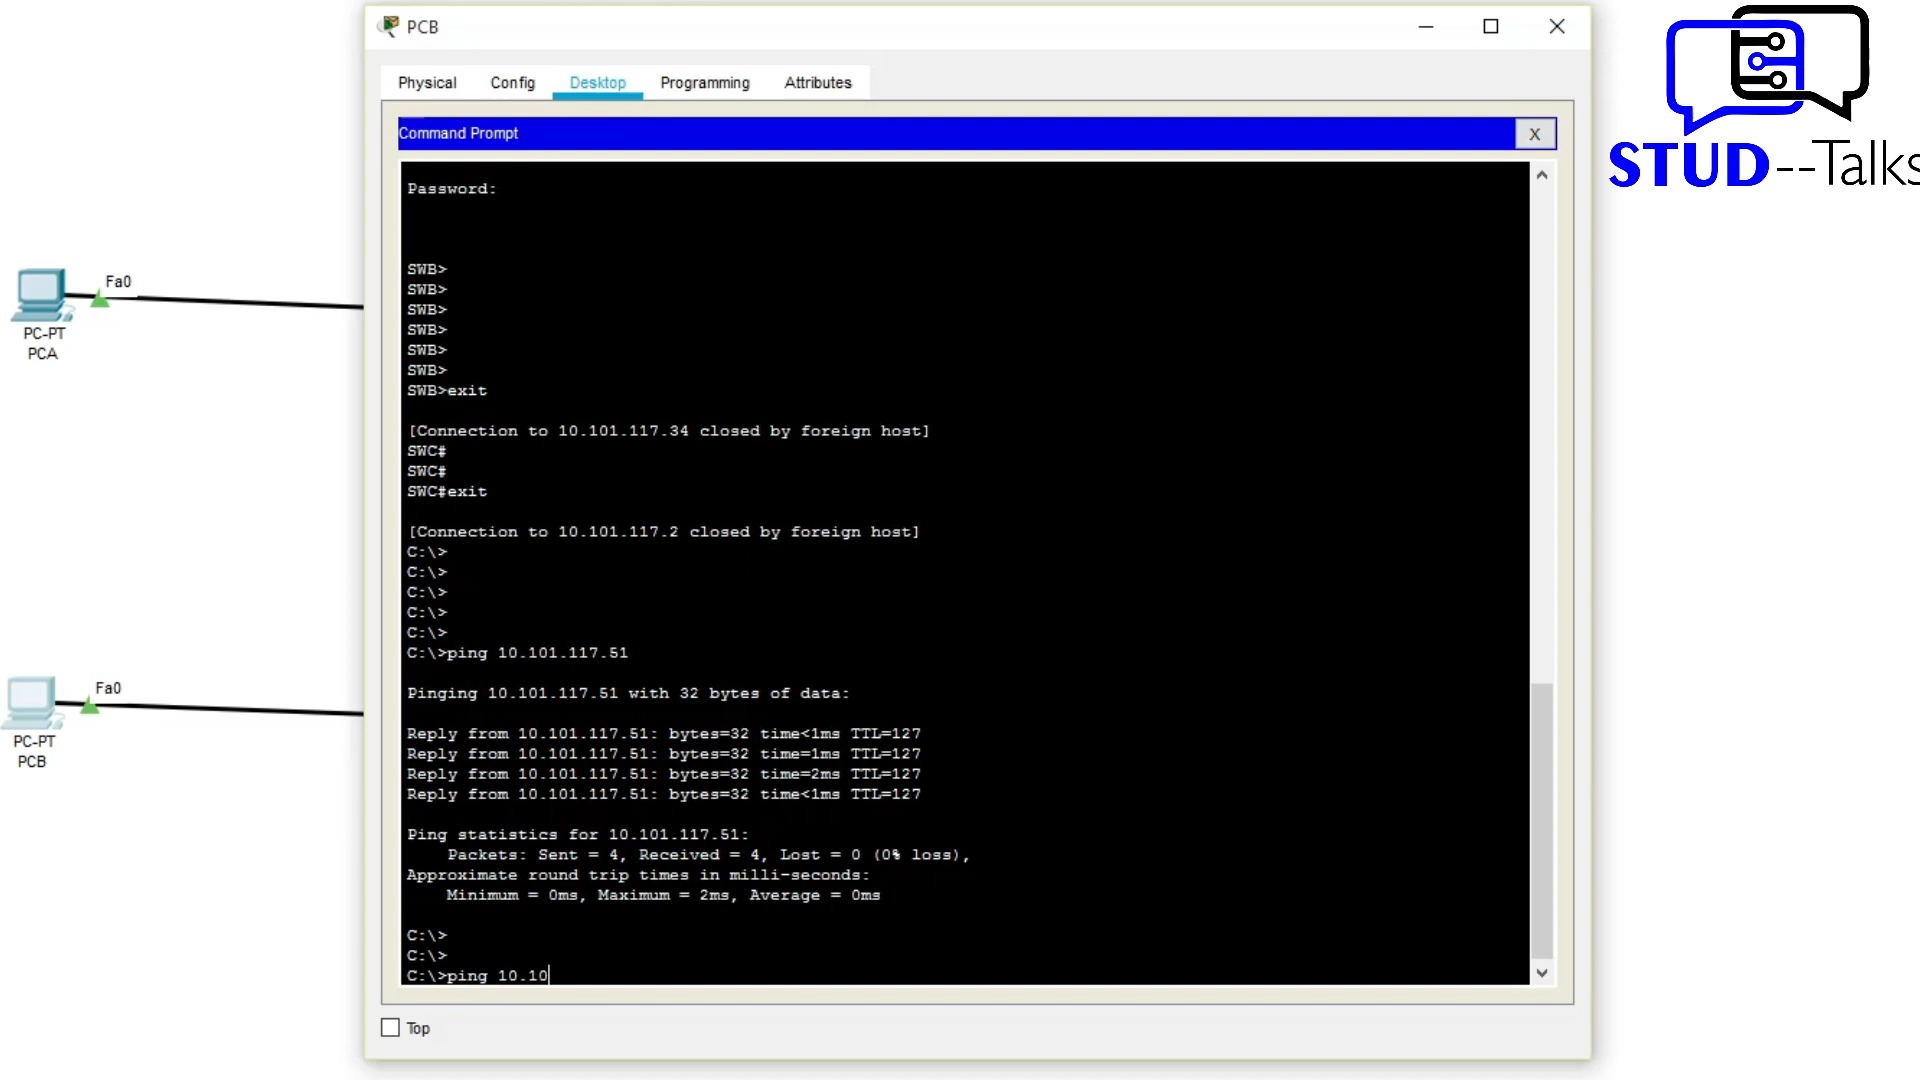 PCB
Physical
Config
Desktop
Programming
Attributes
Command Prompt
X
Password:
SWB>
SWB>
SWB>
SWB>
SWB>
SWB>
SWB>exit
[Connection to 10.101.117.34 closed by foreign host]
SWC#
SWC#
SWC#exit
[Connection to 10.101.117.2 closed by foreign host]
C:\>
C:\>
C:\>
C:\>
C:\>
C:\>ping 10.101.117.51
Pinging 10.101.117.51 with 32 bytes of data:
Reply from 10.101.117.51: bytes=32 time<1ms TTL=127
Reply from 10.101.117.51: bytes=32 time=1ms TTL=127
Reply from 10.101.117.51: bytes=32 time=2ms TTL=127
Reply from 10.101.117.51: bytes=32 time<1ms TTL=127
Ping statistics for 10.101.117.51:
Packets: Sent = 4, Received = 4, Lost = 0 (0% loss),
Approximate round trip times in milli-seconds:
Minimum = 0ms, Maximum = 2ms, Average = 0ms
C:\>
C:\>
C:\>ping 10.10
Top
Fa0
PC-PT
PCA
Fa0
PC-PT
PCB
STUD--Talks